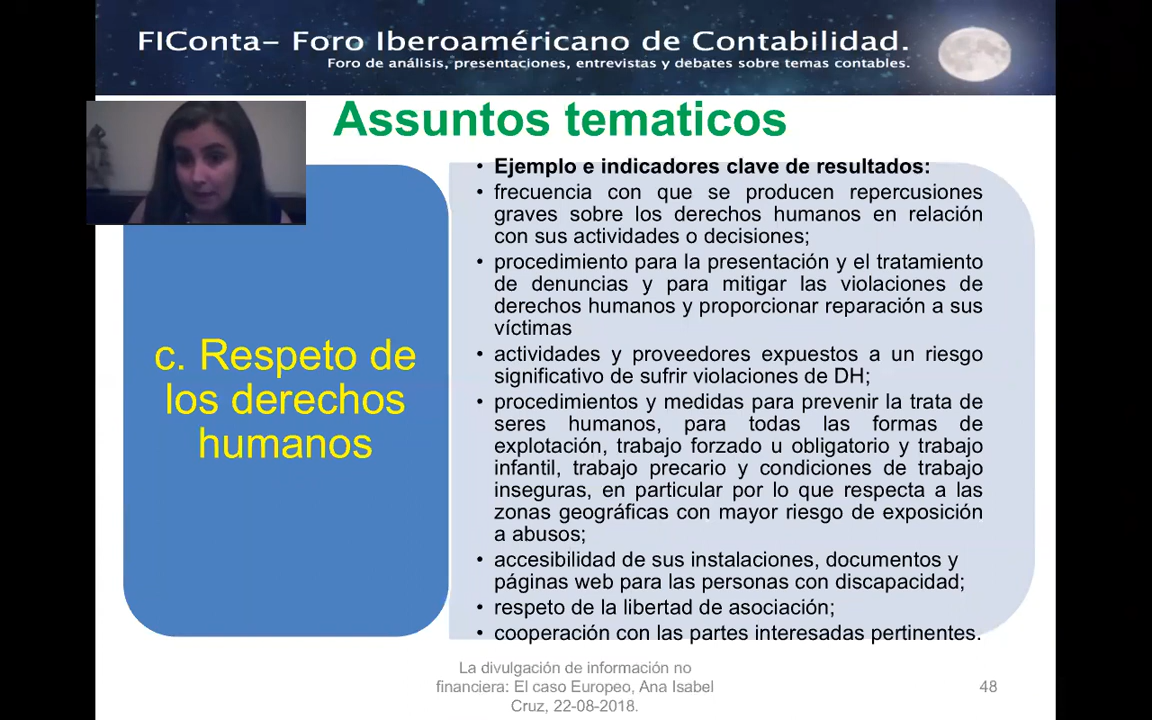 FIConta– Foro Iberoaméricano de Contabilidad.
Foro de análisis, presentaciones, entrevistas y debates sobre temas contables.
Assuntos tematicos
c. Respeto de
los derechos
humanos
• Ejemplo e indicadores clave de resultados:
• frecuencia con que se producen repercusiones
graves sobre los derechos humanos en relación
con sus actividades o decisiones;
• procedimiento para la presentación y el tratamiento
de denuncias y para mitigar las violaciones de
derechos humanos y proporcionar reparación a sus
víctimas
• actividades y proveedores expuestos a un riesgo
significativo de sufrir violaciones de DH;
• procedimientos y medidas para prevenir la trata de
seres humanos, para todas las formas de
explotación, trabajo forzado u obligatorio y trabajo
infantil, trabajo precario y condiciones de trabajo
inseguras, en particular por lo que respecta a las
zonas geográficas con mayor riesgo de exposición
a abusos;
• accesibilidad de sus instalaciones, documentos y
páginas web para las personas con discapacidad;
• respeto de la libertad de asociación;
• cooperación con las partes interesadas pertinentes.
La divulgación de información no
financiera: El caso Europeo, Ana Isabel
Cruz, 22-08-2018.
48